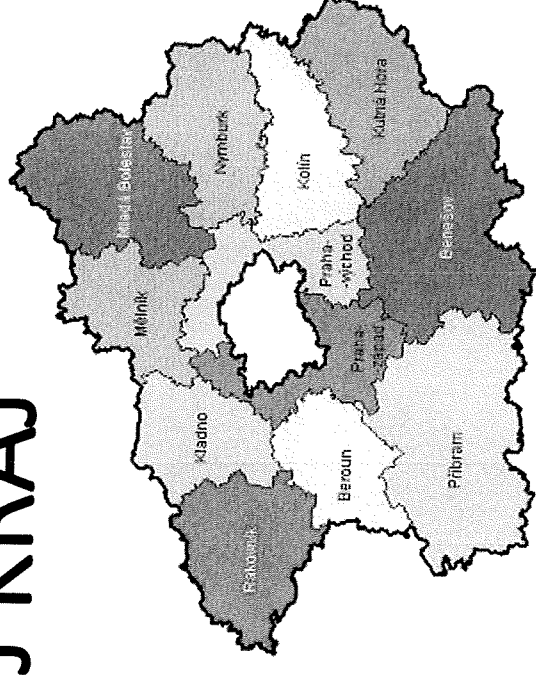 J KRAJ
Mladá Boleslav
Mělník
Nymburk
Kladno
Kolín
Kutná Hora
Rakovník
Praha-
-východ
Praha-
-západ
Benešov
Beroun
Příbram